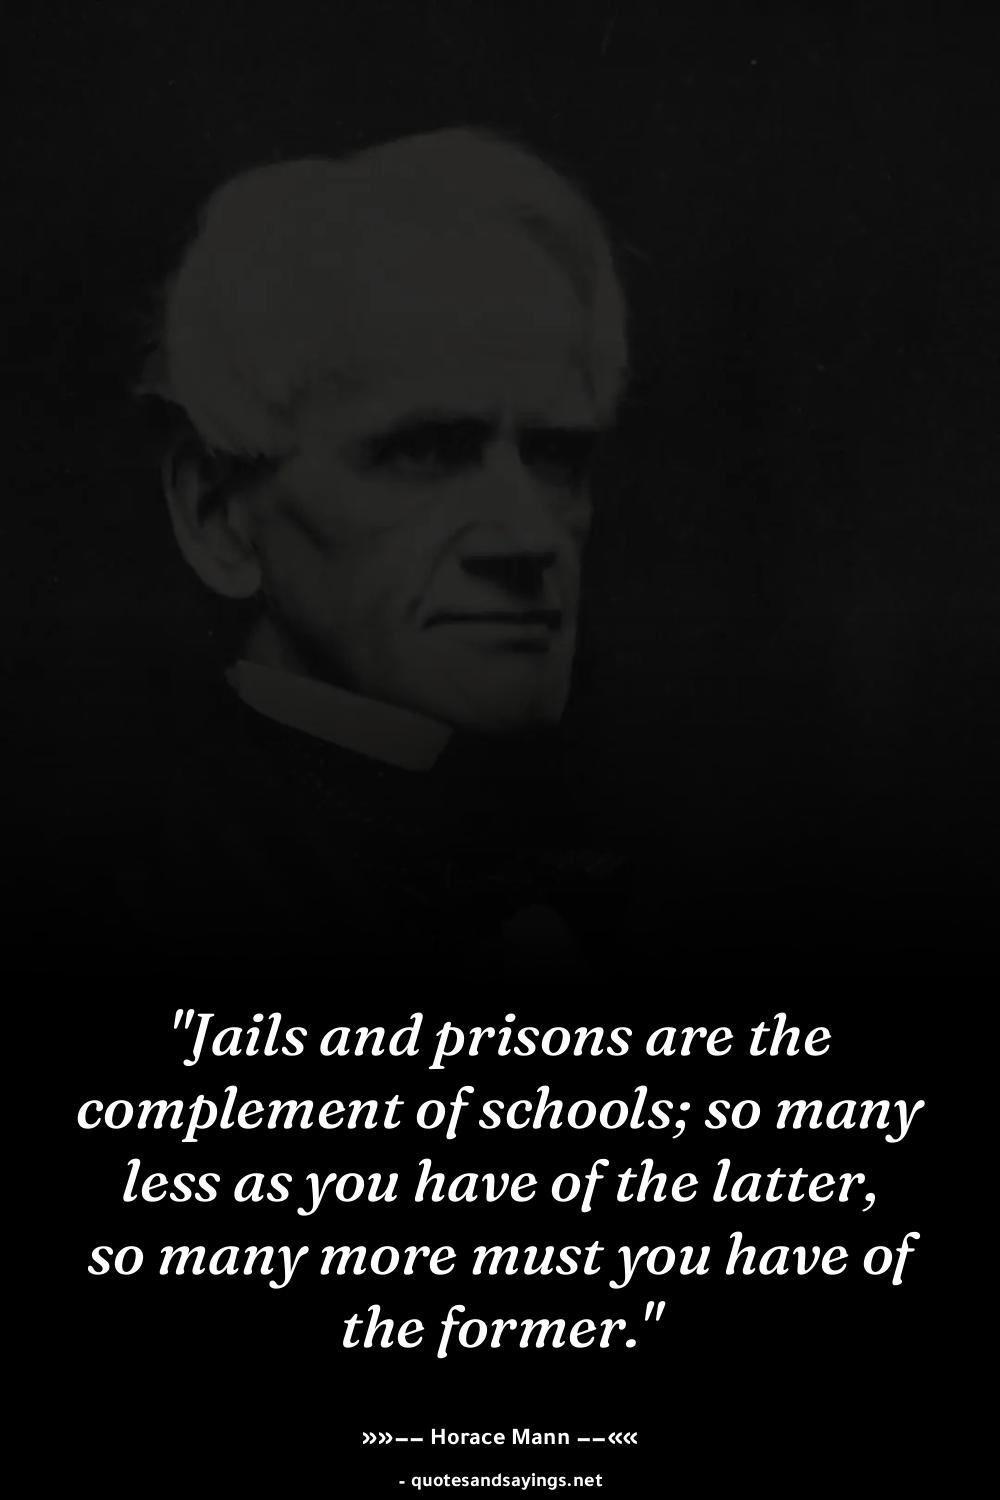 "Jails and prisons are the
complement of schools; so many
less as you have of the latter,
so many more must you have of
the former."
»»−− Horace Mann −−««
- quotesandsayings.net